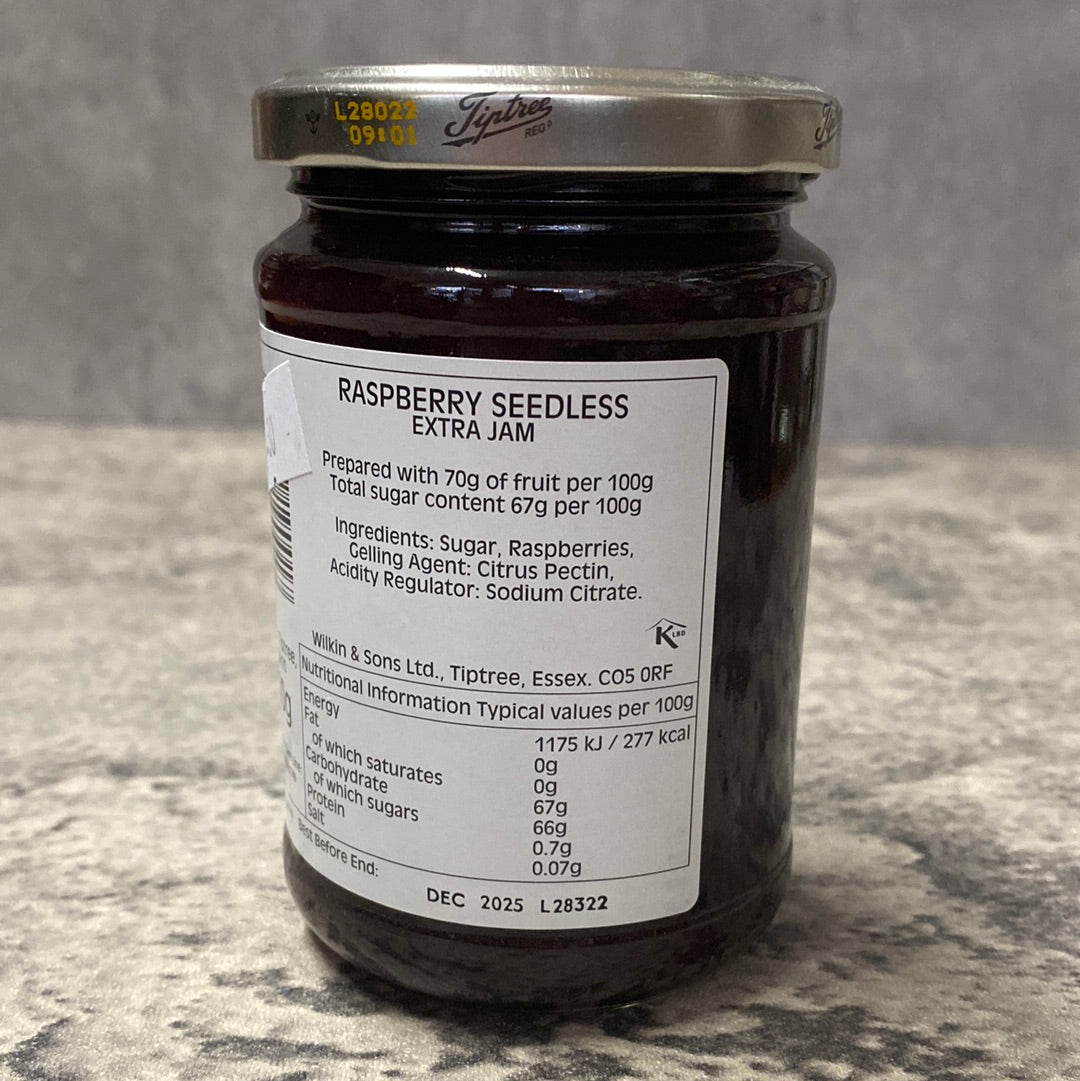 L28022
09:01
Tiptree
REGD
RASPBERRY SEEDLESS
EXTRA JAM
Prepared with 70g of fruit per 100g
Total sugar content 67g per 100g
Ingredients: Sugar, Raspberries,
Gelling Agent: Citrus Pectin,
Acidity Regulator: Sodium Citrate.
K LBD
Wilkin & Sons Ltd., Tiptree, Essex. CO5 0RF
Nutritional Information Typical values per 100g
Energy 1175 kJ / 277 kcal
Fat 0g
of which saturates 0g
Carbohydrate 67g
of which sugars 66g
Protein 0.7g
Salt 0.07g
Best Before End:
DEC 2025 L28322